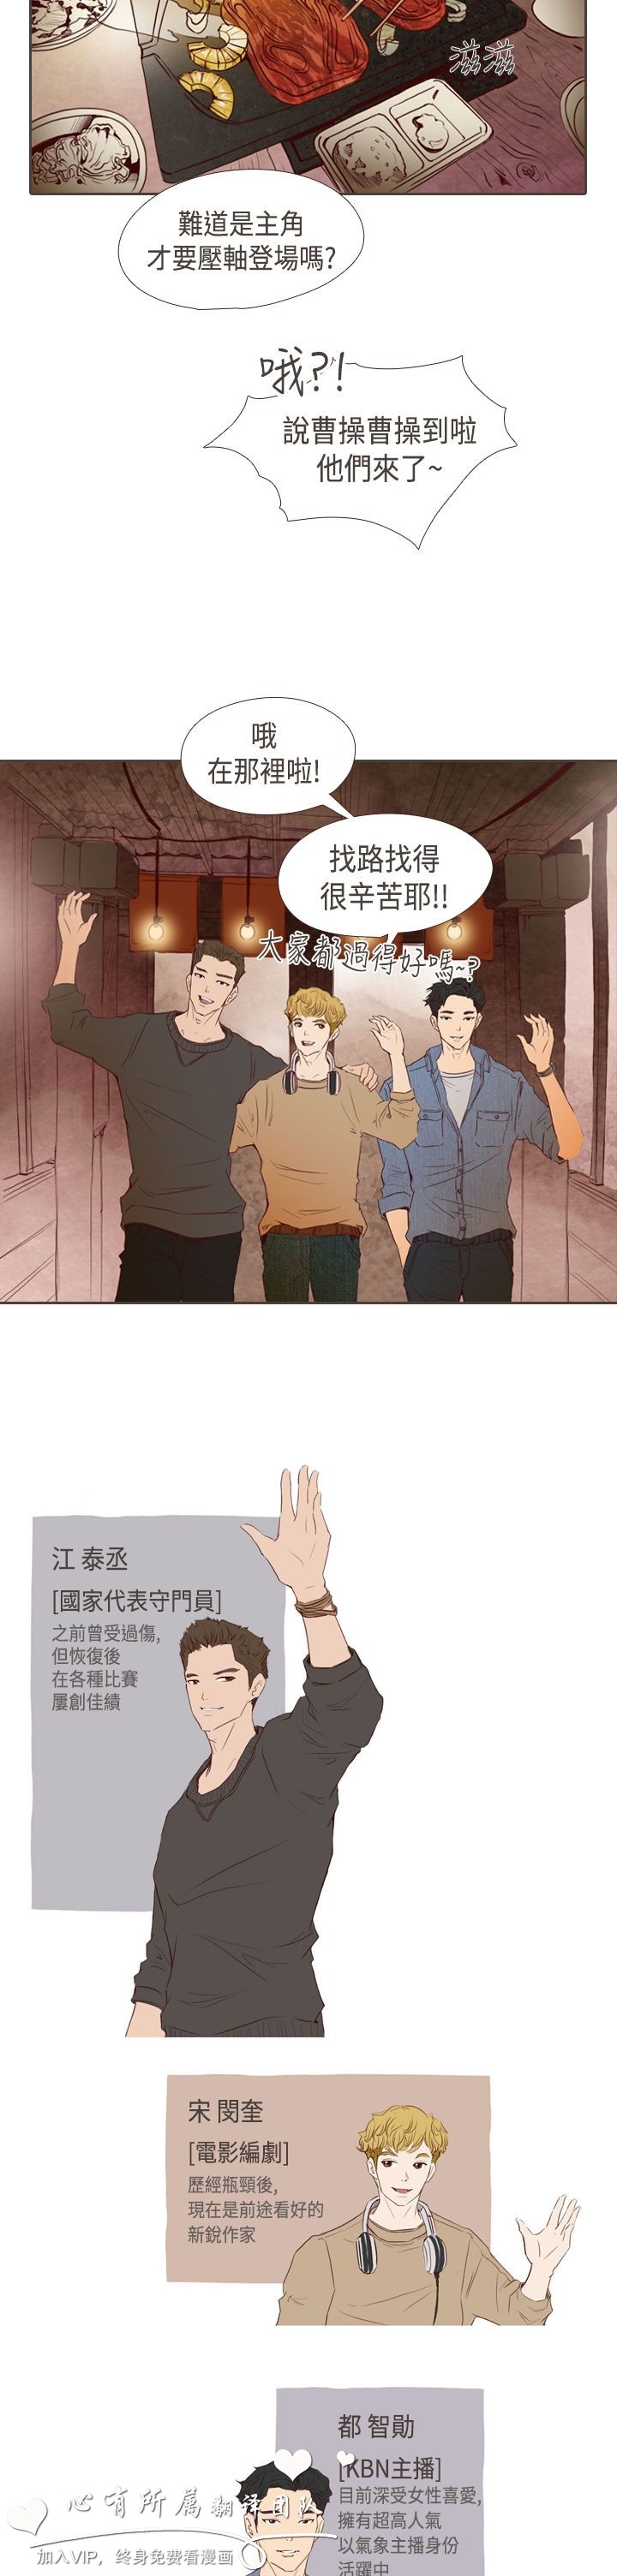 滋滋
難道是主角
才要壓軸登場嗎?
哦?!
說曹操曹操到啦
他們來了~
哦
在那裡啦!
找路找得
很辛苦耶!!
大家都過得好嗎~?
江 泰丞
[國家代表守門員]
之前曾受過傷,
但恢復後
在各種比賽
屢創佳績
宋 閔奎
[電影編劇]
歷經瓶頸後,
現在是前途看好的
新銳作家
都 智勛
[KBN主播]
目前深受女性喜愛,
擁有超高人氣
以氣象主播身份
活躍中
心有所属翻译团队
加入VIP，终身免费看漫画